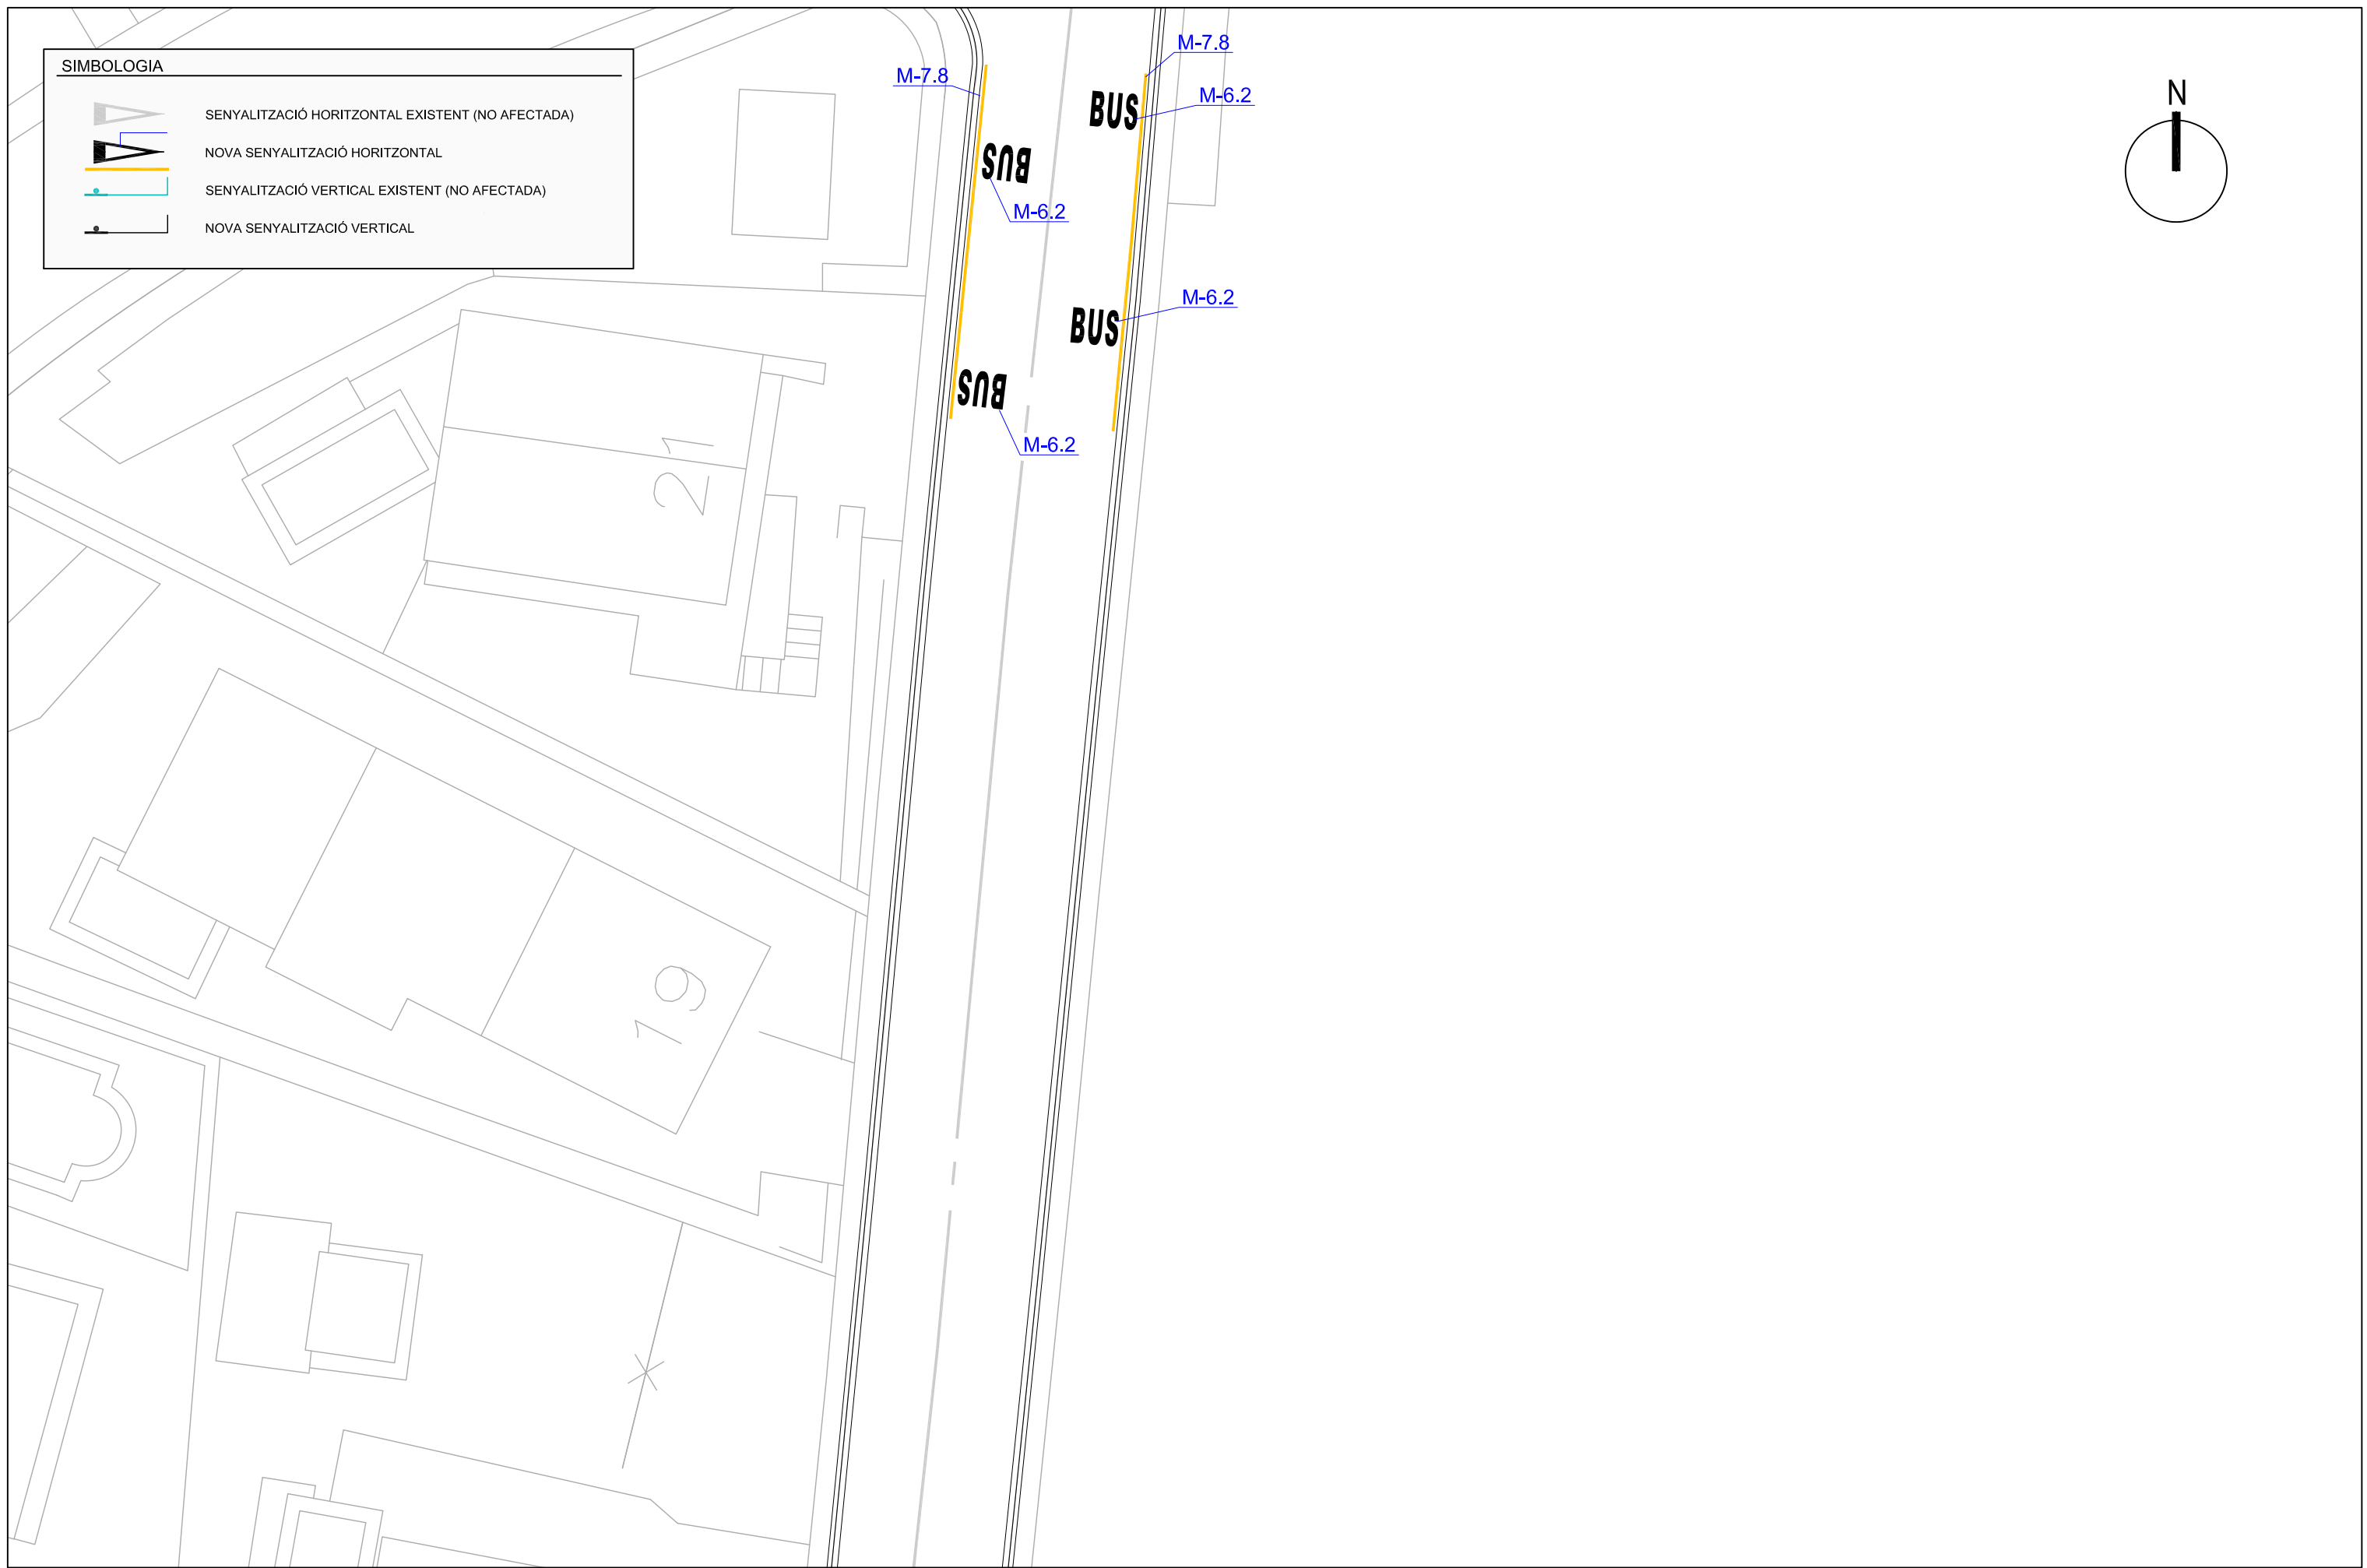 SIMBOLOGIA
SENYALITZACIÓ HORITZONTAL EXISTENT (NO AFECTADA)
NOVA SENYALITZACIÓ HORITZONTAL
SENYALITZACIÓ VERTICAL EXISTENT (NO AFECTADA)
NOVA SENYALITZACIÓ VERTICAL
M-7.8
M-7.8
BUS
M-6.2
N
BUS
M-6.2
BUS
M-6.2
BUS
M-6.2
21
19